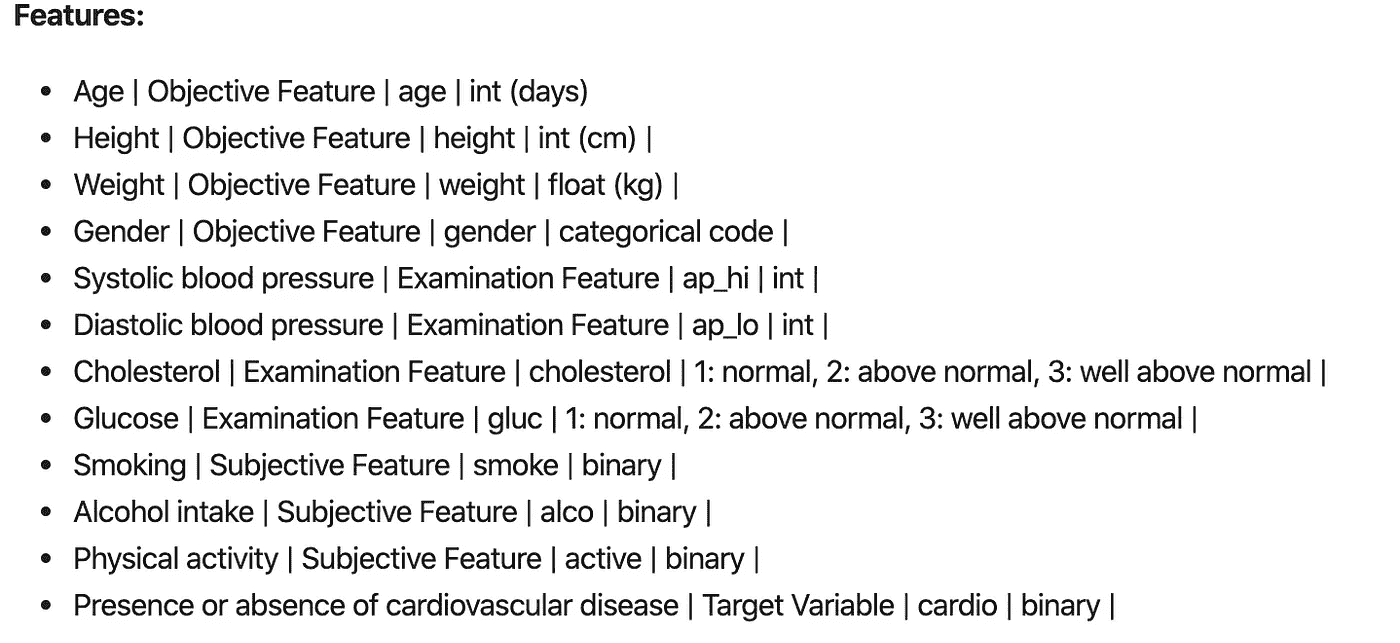 Features:
• Age | Objective Feature | age | int (days)
• Height | Objective Feature | height | int (cm) |
• Weight | Objective Feature | weight | float (kg) |
• Gender | Objective Feature | gender | categorical code |
• Systolic blood pressure | Examination Feature | ap_hi | int |
• Diastolic blood pressure | Examination Feature | ap_lo | int |
• Cholesterol | Examination Feature | cholesterol | 1: normal, 2: above normal, 3: well above normal |
• Glucose | Examination Feature | gluc | 1: normal, 2: above normal, 3: well above normal |
• Smoking | Subjective Feature | smoke | binary |
• Alcohol intake | Subjective Feature | alco | binary |
• Physical activity | Subjective Feature | active | binary |
• Presence or absence of cardiovascular disease | Target Variable | cardio | binary |